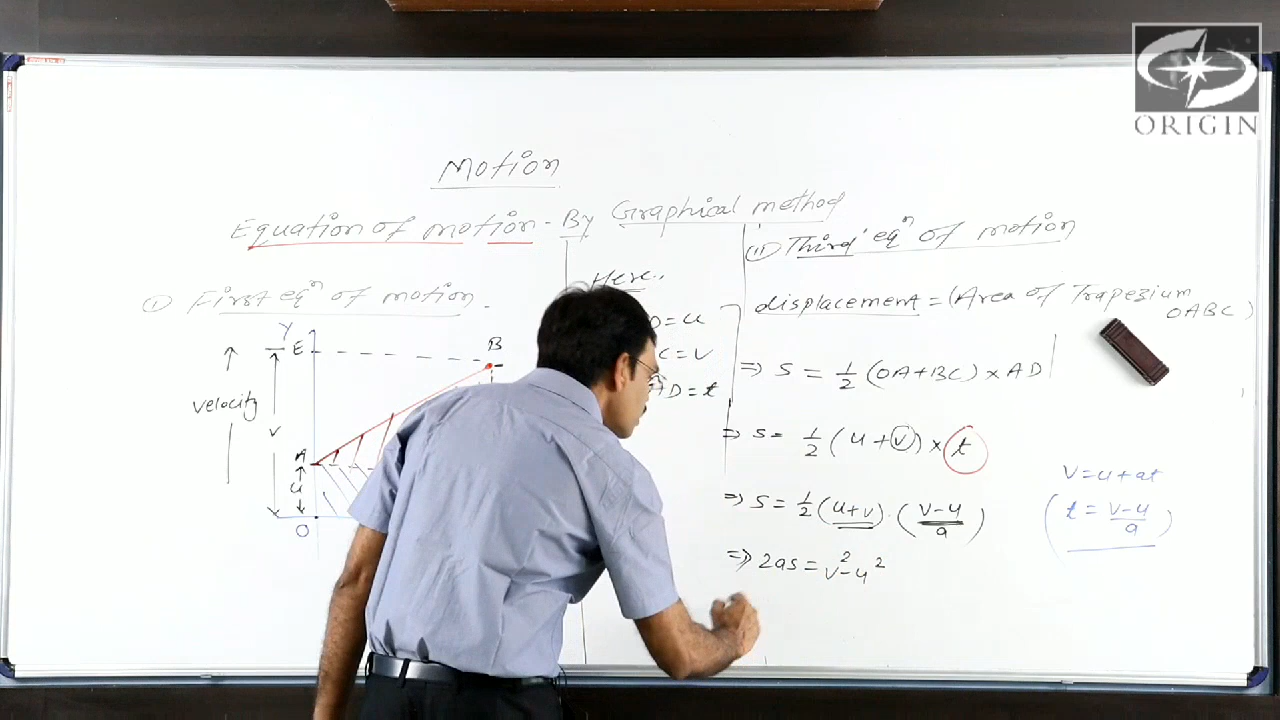 ORIGIN
Motion
Equation of motion - By Graphical method
① First eqⁿ of motion.
Y
E
B
velocity
v
A
u
O
Here,
= u
C = v
AD = t
Third eqⁿ of motion
displacement = (Area of Trapezium
OABC)
⇒ S = 1/2 (OA+BC) × AD
⇒ S = 1/2 (u + v) × t
⇒ S = 1/2 (u+v) · (v-u/a)
v = u + at
(t = v-u/a)
⇒ 2as = v² - u²